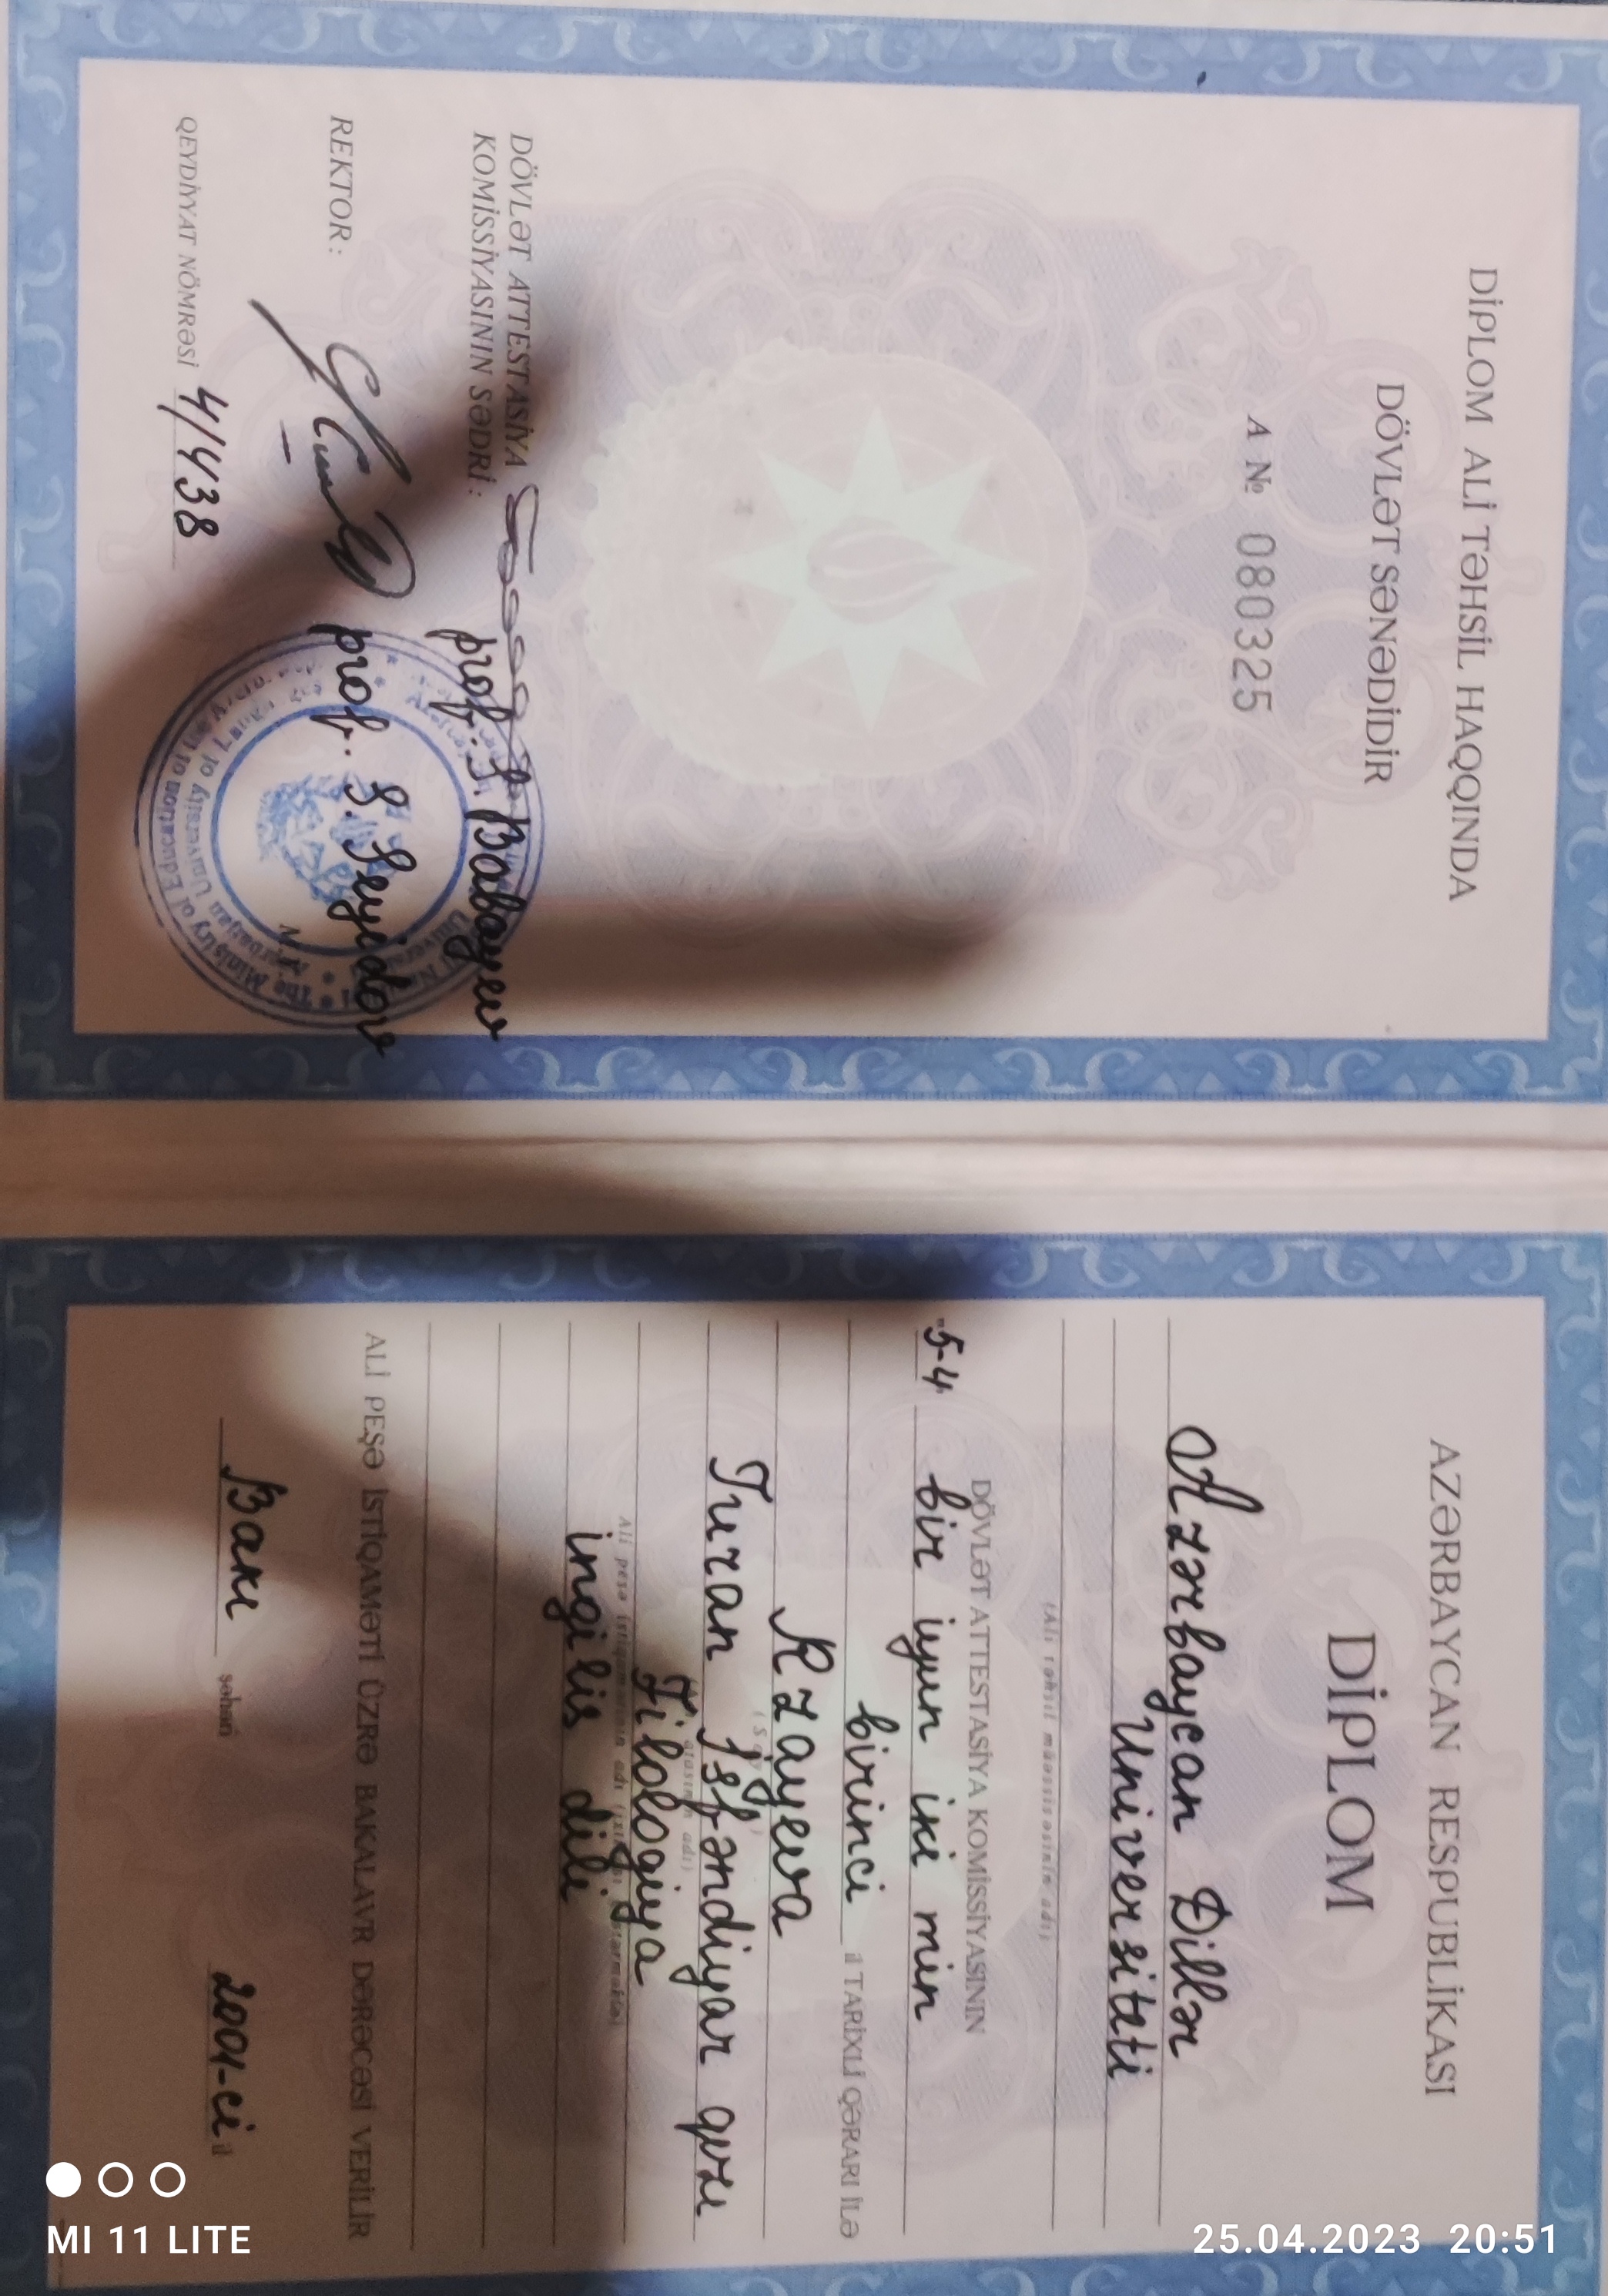 DİPLOM ALİ TƏHSİL HAQQINDA
DÖVLƏT SƏNƏDİDİR
A № 080325
DÖVLƏT ATTESTASİYA
KOMİSSİYASININ SƏDRİ:
prof. S. Babayev
REKTOR:
prof. S. Seyidov
QEYDİYYAT NÖMRƏSİ 4/438
AZƏRBAYCAN RESPUBLİKASI
DİPLOM
Azərbaycan Dillər
Universiteti
(Ali təhsil müəssisəsinin adı)
DÖVLƏT ATTESTASİYA KOMİSSİYASININ
bir iyun iki min
birinci il TARİXLİ QƏRARI İLƏ
Rzayeva
Turan İsfəndiyar qızı
Filologiya
ingilis dili
ALİ PEŞƏ İSTİQAMƏTİ ÜZRƏ BAKALAVR DƏRƏCƏSİ VERİLİR
Bakı şəhəri 2001-ci il
MI 11 LITE
25.04.2023 20:51